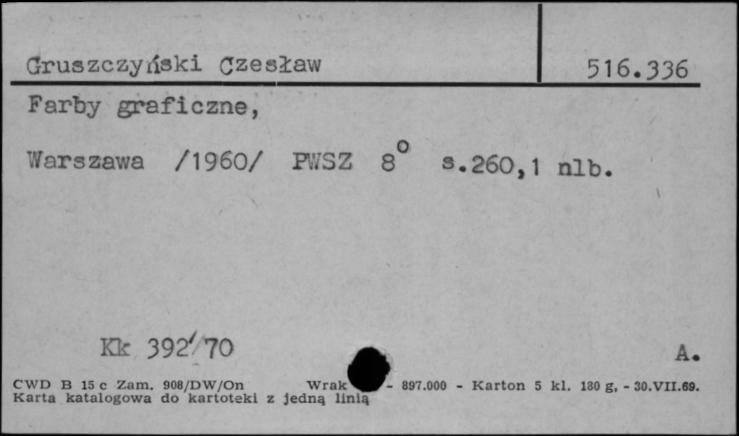 Gruszczyński Czesław 516.336
Farby graficzne,
Warszawa /1960/ PWSZ 8° s.260,1 nlb.
Kk 392/70 A.
CWD B 15 c Zam. 908/DW/On Wrak - 897.000 - Karton 5 kl. 180 g, - 30.VII.69.
Karta katalogowa do kartoteki z jedną linią